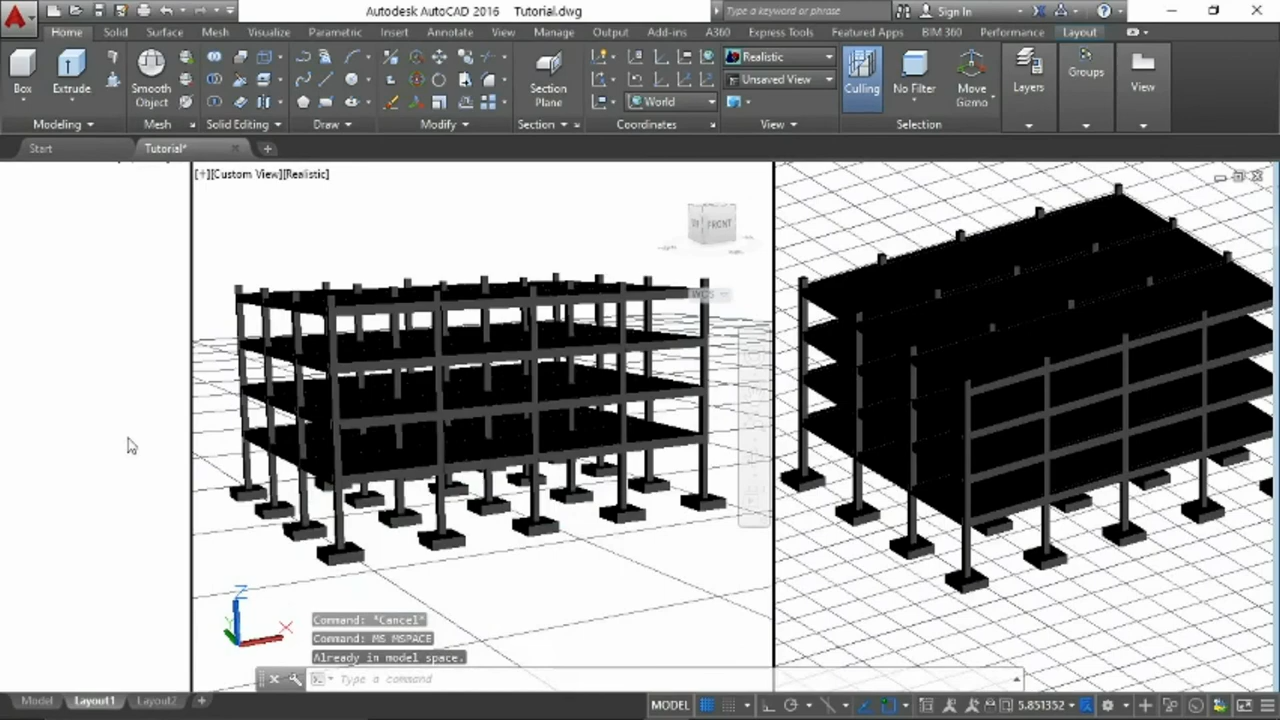 Autodesk AutoCAD 2016 Tutorial.dwg
Type a keyword or phrase
Sign In
Home Solid Surface Mesh Visualize Parametric Insert Annotate View Manage Output Add-ins A360 Express Tools Featured Apps BIM 360 Performance Layout
Box
Extrude
Smooth
Object
Section
Plane
Realistic
Unsaved View
World
Culling
No Filter
Move
Gizmo
Layers
Groups
View
Modeling Mesh Solid Editing Draw Modify Section Coordinates View Selection
Start Tutorial*
[+][Custom View][Realistic]
FRONT
WCS
Z
X
Command: *Cancel*
Command: MS MSPACE
Already in model space.
Type a command
Model Layout1 Layout2 +
MODEL 5.851352